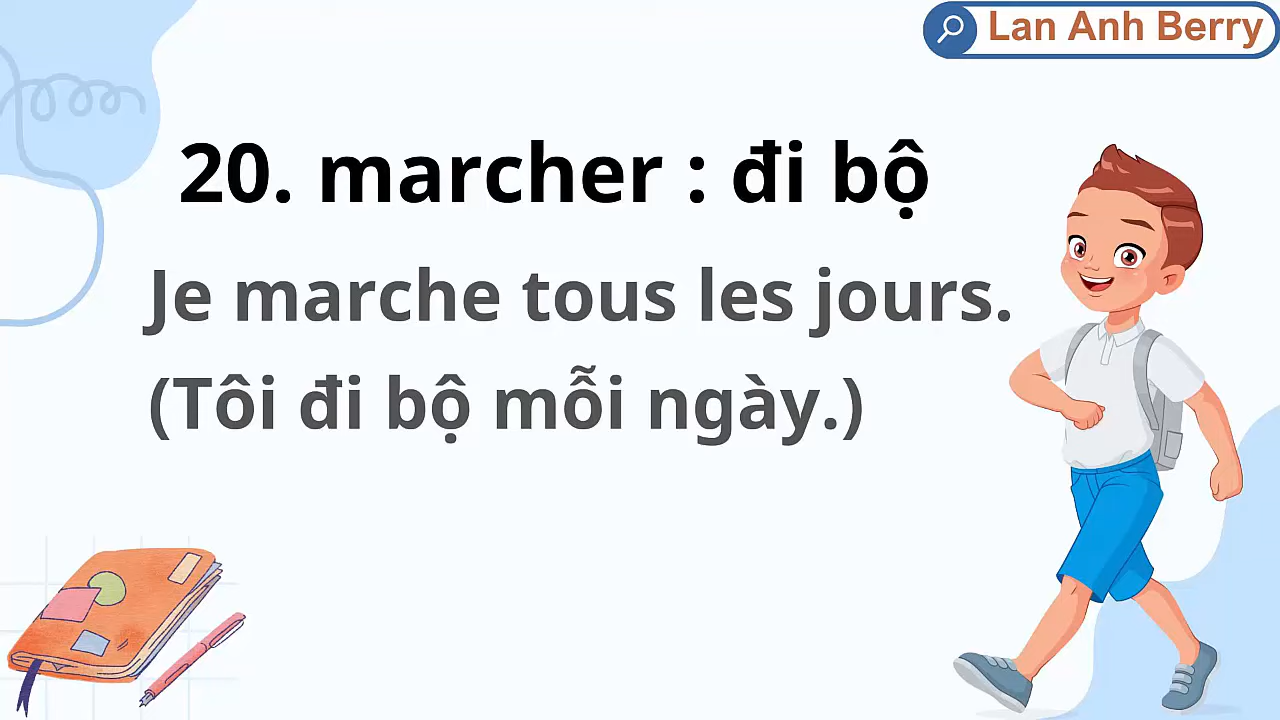 Lan Anh Berry
20. marcher : đi bộ
Je marche tous les jours.
(Tôi đi bộ mỗi ngày.)